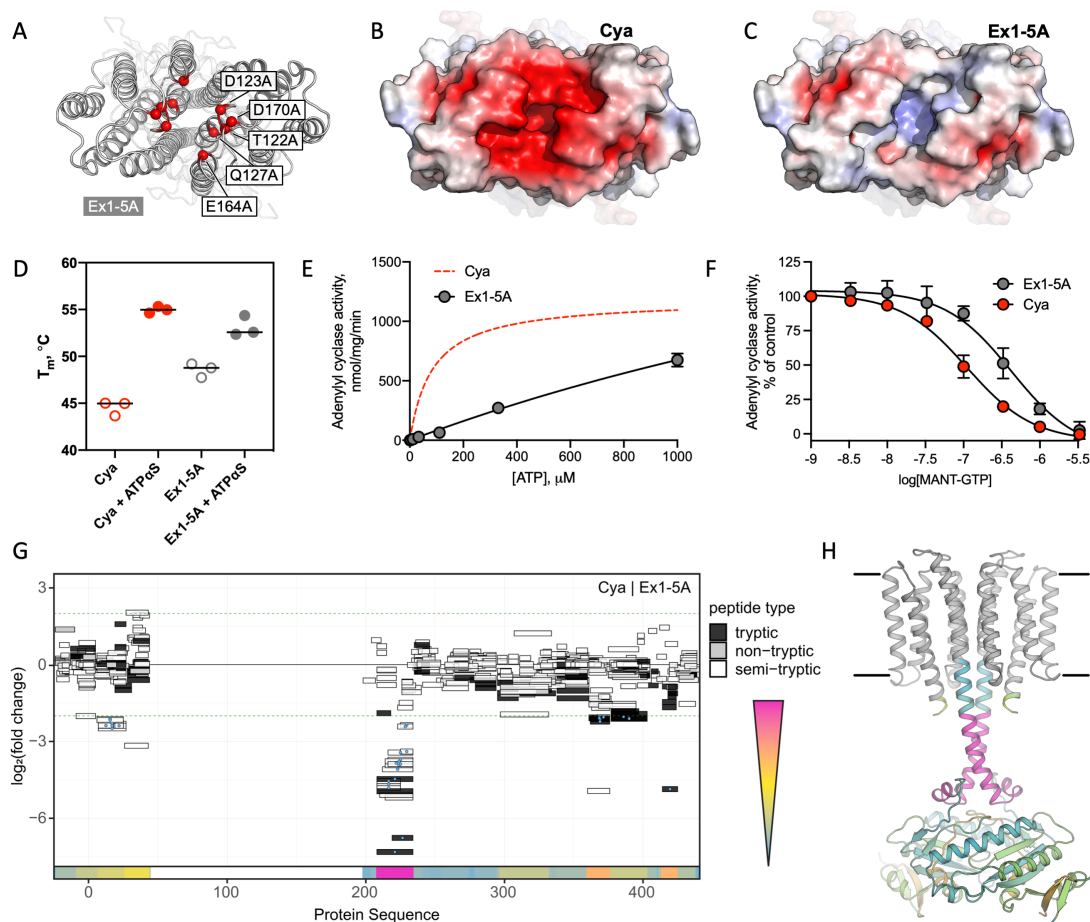 A
D123A
D170A
T122A
Q127A
E164A
Ex1-5A
B
Cya
C
Ex1-5A
D
60
55
50
45
40
Tm, °C
Cya
Cya + ATPαS
Ex1-5A
Ex1-5A + ATPαS
E
1500
1000
500
0
Adenylyl cyclase activity,
nmol/mg/min
Cya
Ex1-5A
0
200
400
600
800
1000
[ATP], μM
F
125
100
75
50
25
0
Adenylyl cyclase activity,
% of control
Ex1-5A
Cya
-9
-8.5
-8
-7.5
-7
-6.5
-6
-5.5
log[MANT-GTP]
G
Cya | Ex1-5A
3
0
−3
−6
log₂(fold change)
0
100
200
300
400
Protein Sequence
peptide type
tryptic
non-tryptic
semi-tryptic
H